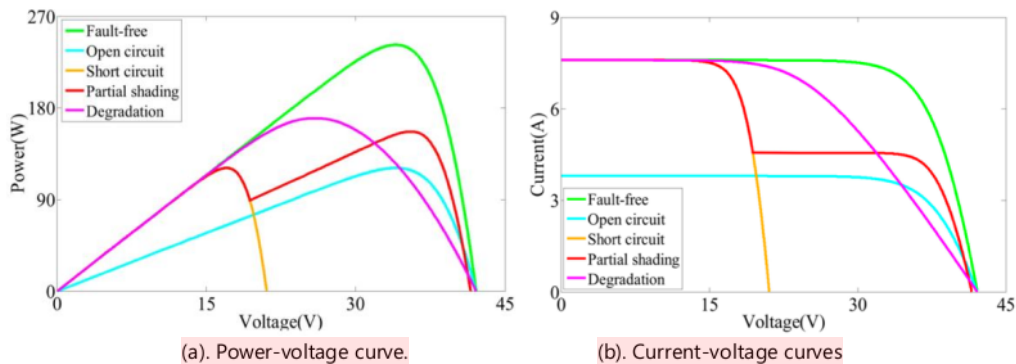 270
180
90
0
Power(W)
Fault-free
Open circuit
Short circuit
Partial shading
Degradation
0 15 30 45
Voltage(V)
(a). Power-voltage curve.
9
6
3
0
Current(A)
Fault-free
Open circuit
Short circuit
Partial shading
Degradation
0 15 30 45
Voltage(V)
(b). Current-voltage curves